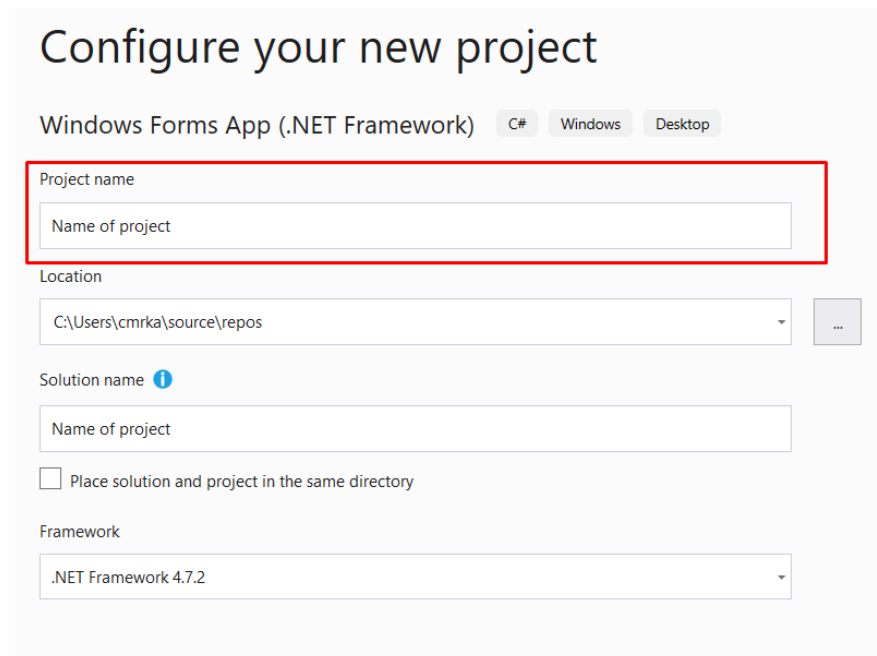 Configure your new project
Windows Forms App (.NET Framework) C# Windows Desktop
Project name
Name of project
Location
C:\Users\cmrka\source\repos ...
Solution name i
Name of project
Place solution and project in the same directory
Framework
.NET Framework 4.7.2